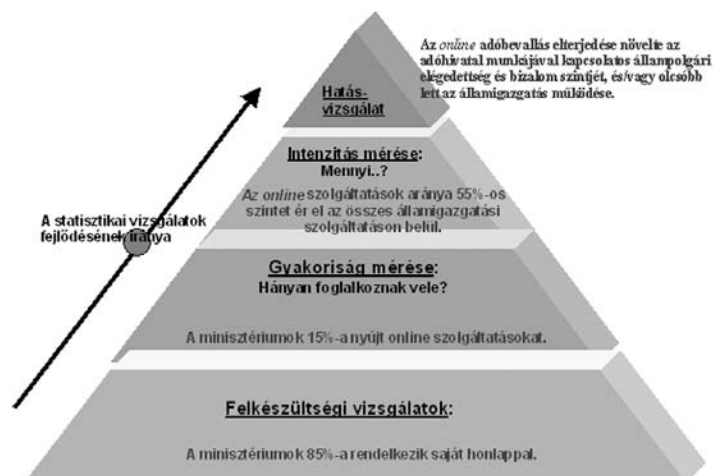 Az online adóbevallás elterjedése növelte az
adóhivatal munkájával kapcsolatos állampolgári
elégedettség és bizalom szintjét, és/vagy olcsóbb
lett az államigazgatás működése.
Hatás-
vizsgálat
Intenzitás mérése:
Mennyi..?
Az online szolgáltatások aránya 55%-os
szintet ér el az összes államigazgatási
szolgáltatáson belül.
A statisztikai vizsgálatok
fejlődésének iránya
Gyakoriság mérése:
Hányan foglalkoznak vele?
A minisztériumok 15%-a nyújt online szolgáltatásokat.
Felkészültségi vizsgálatok:
A minisztériumok 85%-a rendelkezik saját honlappal.